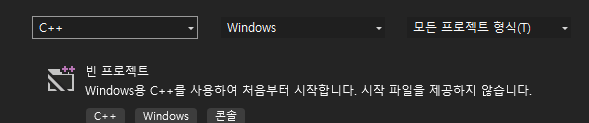 C++ Windows 모든 프로젝트 형식(T)
빈 프로젝트
Windows용 C++를 사용하여 처음부터 시작합니다. 시작 파일을 제공하지 않습니다.
C++ Windows 콘솔